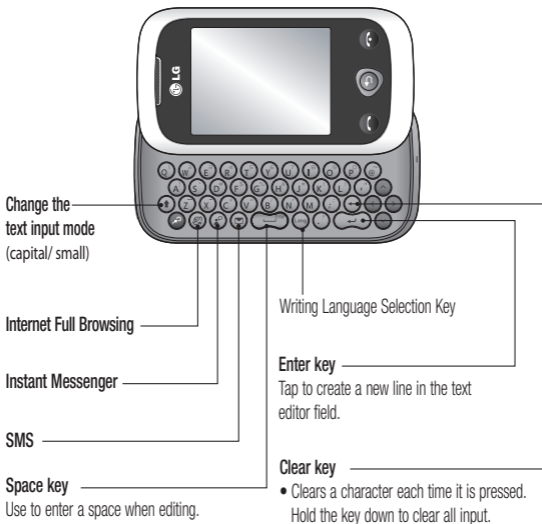 LG
Q W E R T Y U I O P
A S D F G H J K L
Z X C V B N M
Lang
Change the
text input mode
(capital/ small)
Internet Full Browsing
Instant Messenger
SMS
Space key
Use to enter a space when editing.
Writing Language Selection Key
Enter key
Tap to create a new line in the text
editor field.
Clear key
• Clears a character each time it is pressed.
Hold the key down to clear all input.